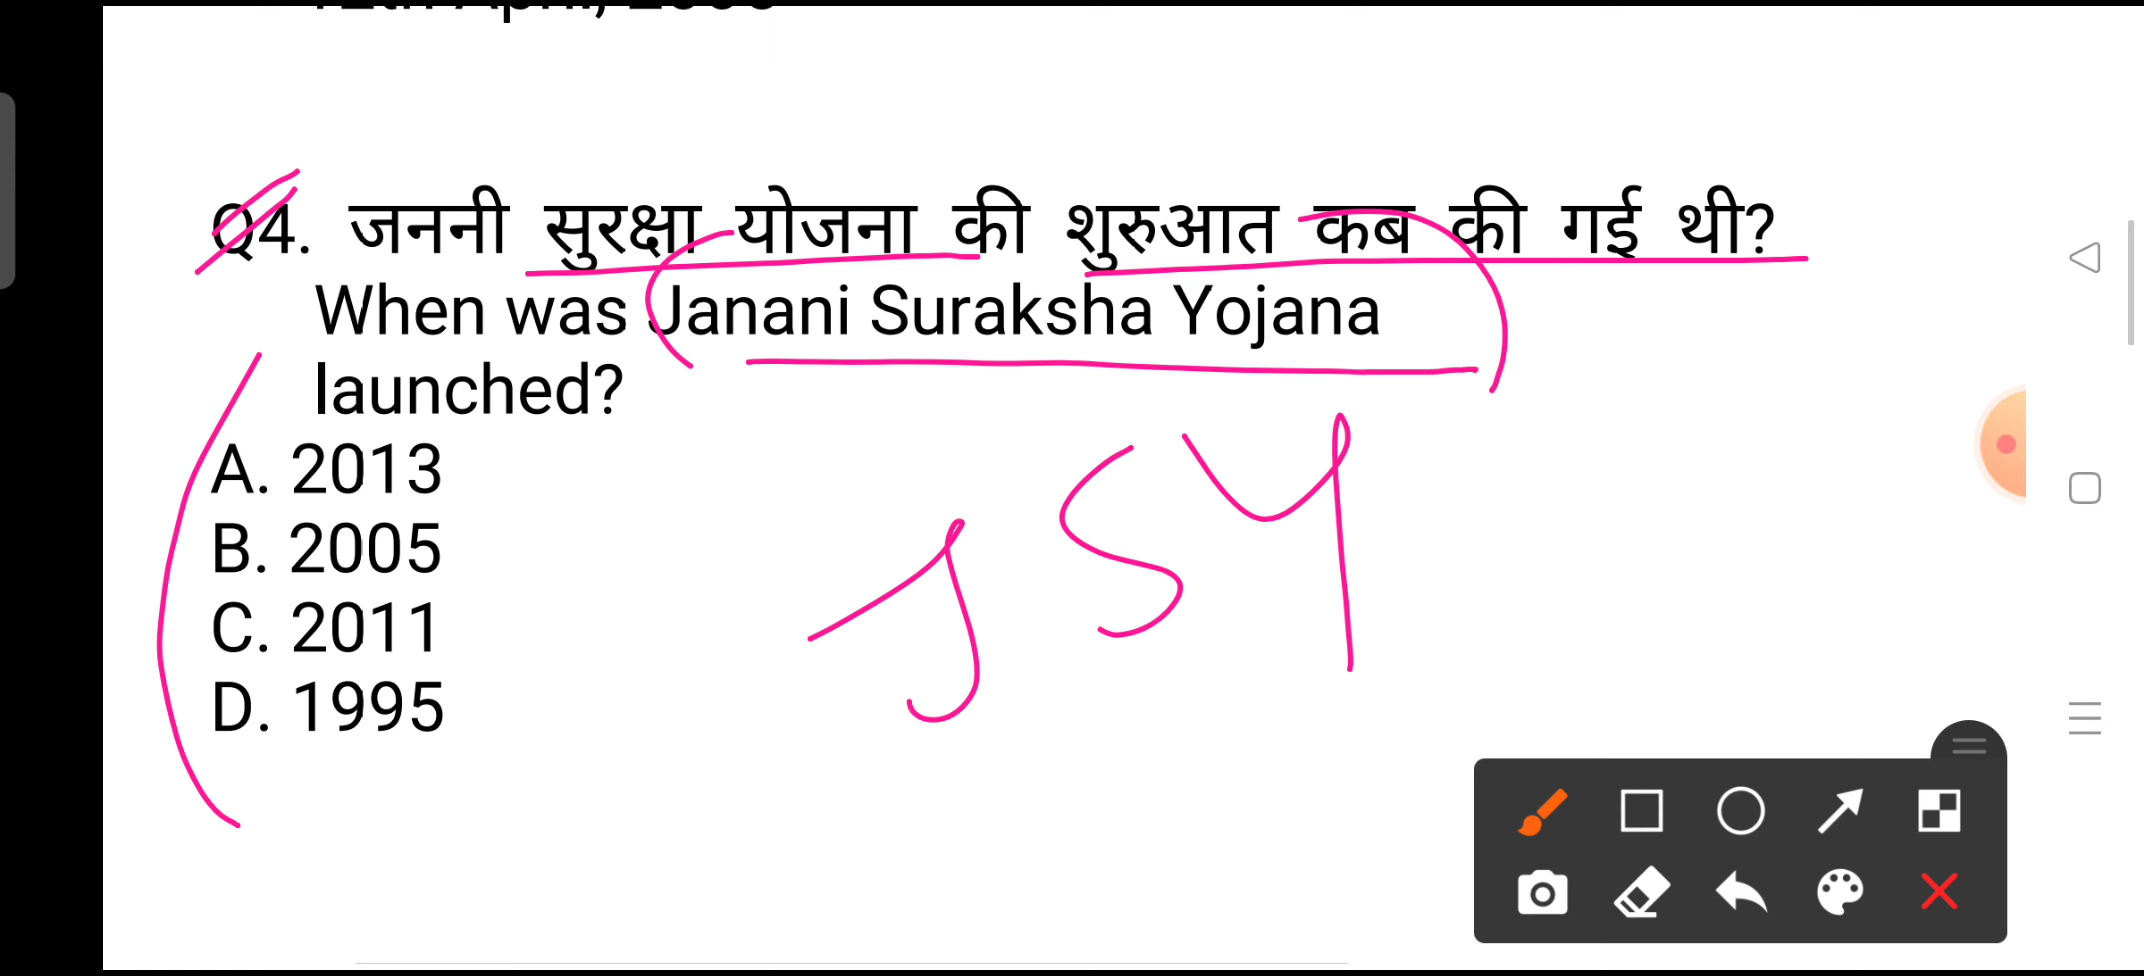 Q4. जननी सुरक्षा योजना की शुरुआत कब की गई थी?
When was Janani Suraksha Yojana
launched?
A. 2013
B. 2005
C. 2011
D. 1995
JSY